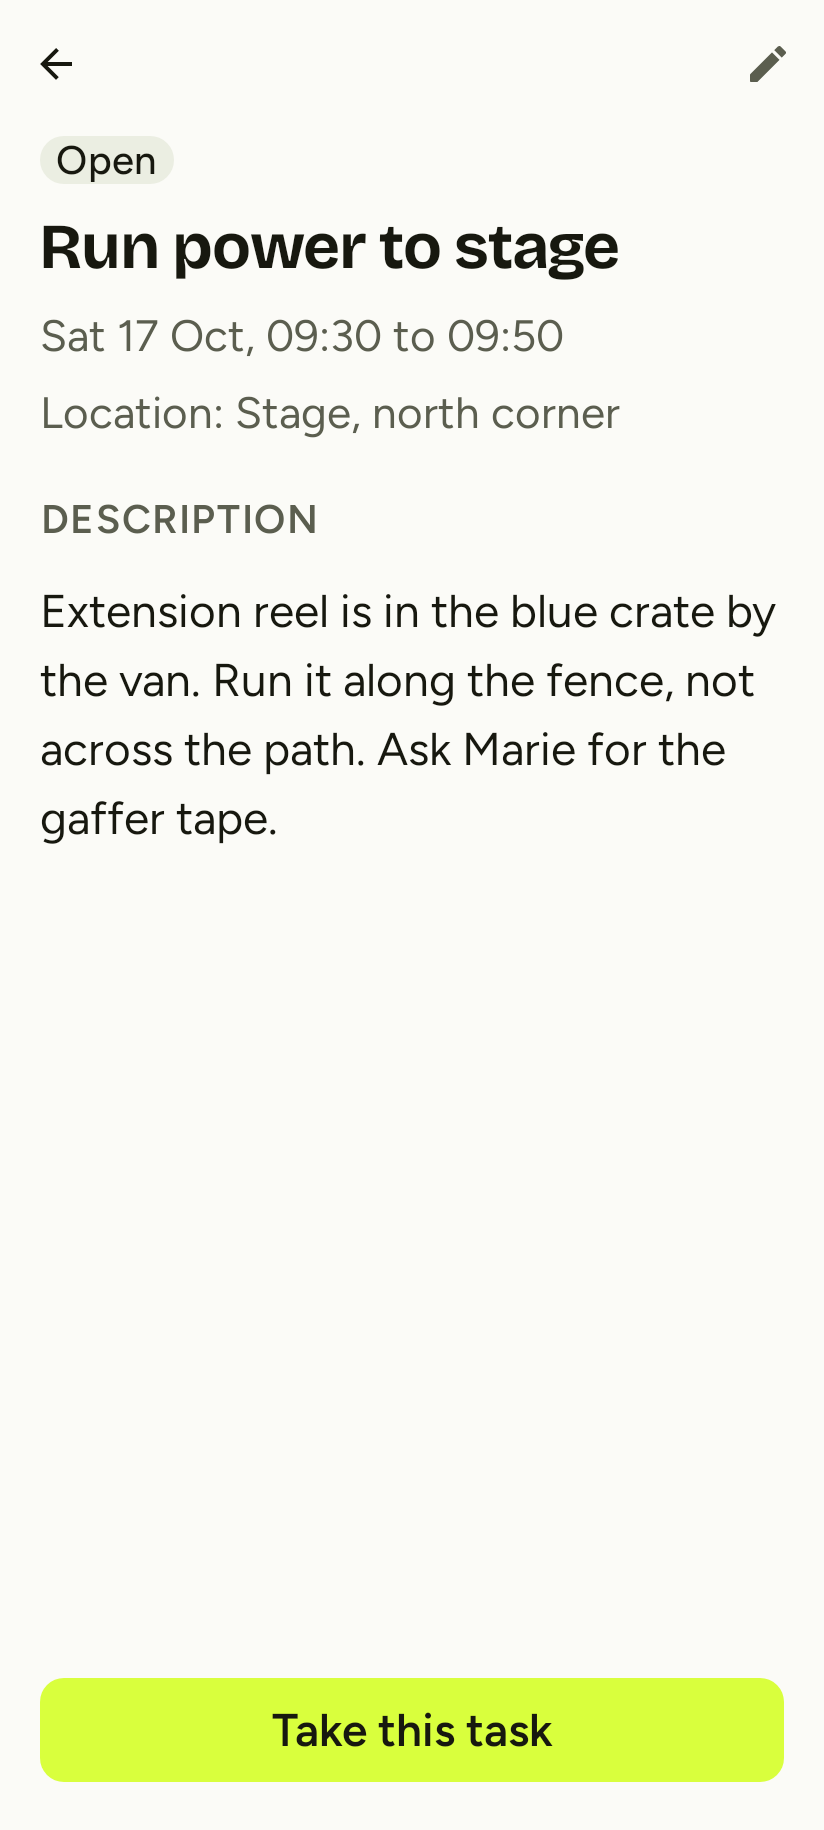 Open
Run power to stage
Sat 17 Oct, 09:30 to 09:50
Location: Stage, north corner
DESCRIPTION
Extension reel is in the blue crate by
the van. Run it along the fence, not
across the path. Ask Marie for the
gaffer tape.
Take this task